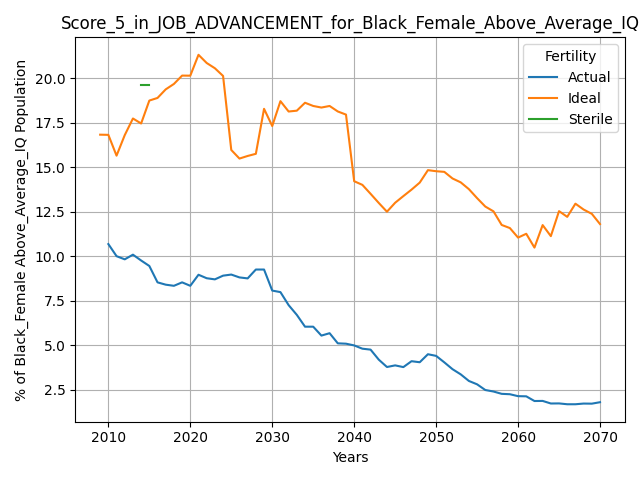 Score_5_in_JOB_ADVANCEMENT_for_Black_Female_Above_Average_IQ
Fertility
Actual
Ideal
Sterile
% of Black_Female Above_Average_IQ Population
20.0
17.5
15.0
12.5
10.0
7.5
5.0
2.5
2010 2020 2030 2040 2050 2060 2070
Years